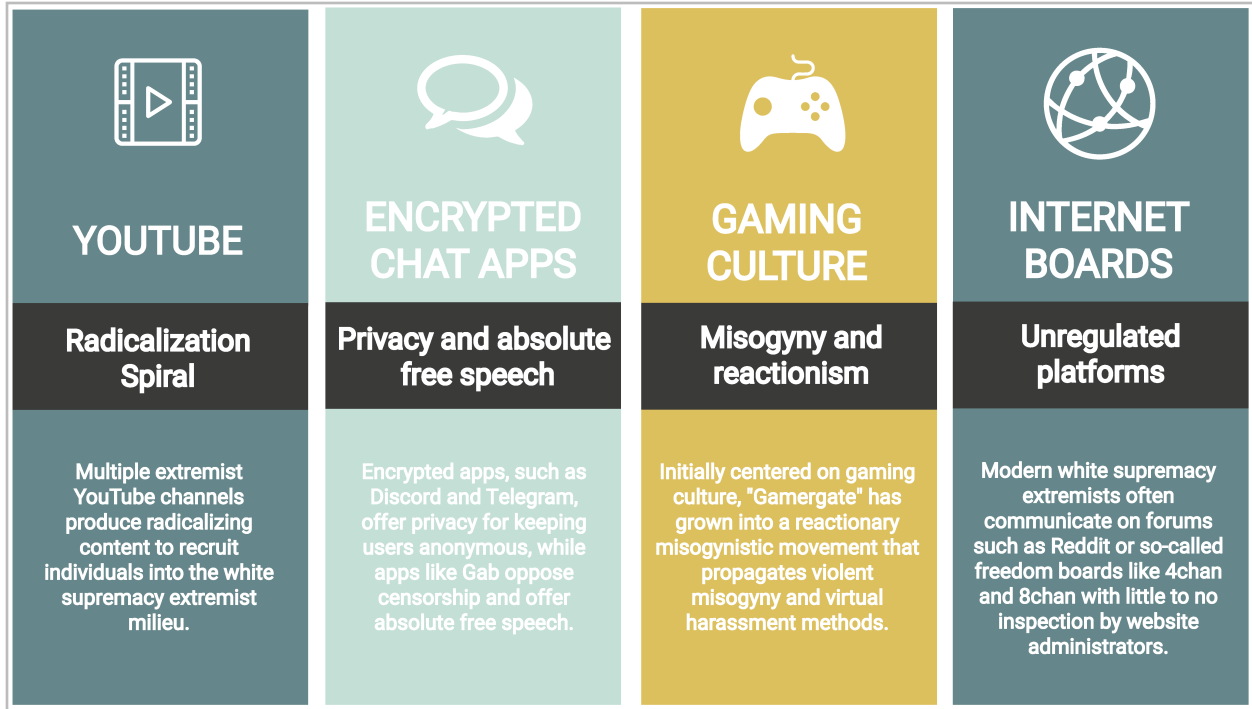 YOUTUBE
Radicalization
Spiral
Multiple extremist
YouTube channels
produce radicalizing
content to recruit
individuals into the white
supremacy extremist
milieu.
ENCRYPTED
CHAT APPS
Privacy and absolute
free speech
Encrypted apps, such as
Discord and Telegram,
offer privacy for keeping
users anonymous, while
apps like Gab oppose
censorship and offer
absolute free speech.
GAMING
CULTURE
Misogyny and
reactionism
Initially centered on gaming
culture, "Gamergate" has
grown into a reactionary
misogynistic movement that
propagates violent
misogyny and virtual
harassment methods.
INTERNET
BOARDS
Unregulated
platforms
Modern white supremacy
extremists often
communicate on forums
such as Reddit or so-called
freedom boards like 4chan
and 8chan with little to no
inspection by website
administrators.